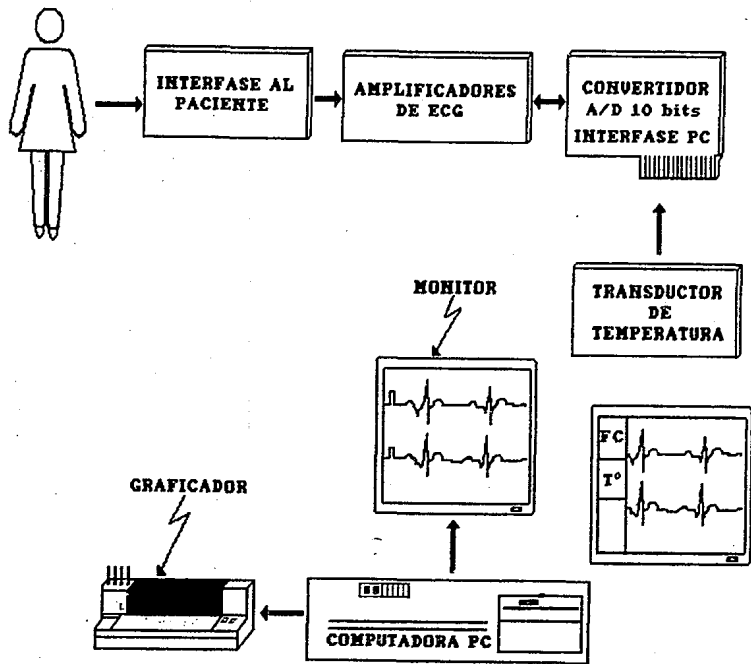 INTERFASE AL
PACIENTE
AMPLIFICADORES
DE ECG
CONVERTIDOR
A/D 10 bits
INTERFASE PC
TRANSDUCTOR
DE
TEMPERATURA
MONITOR
FC
Tº
GRAFICADOR
COMPUTADORA PC